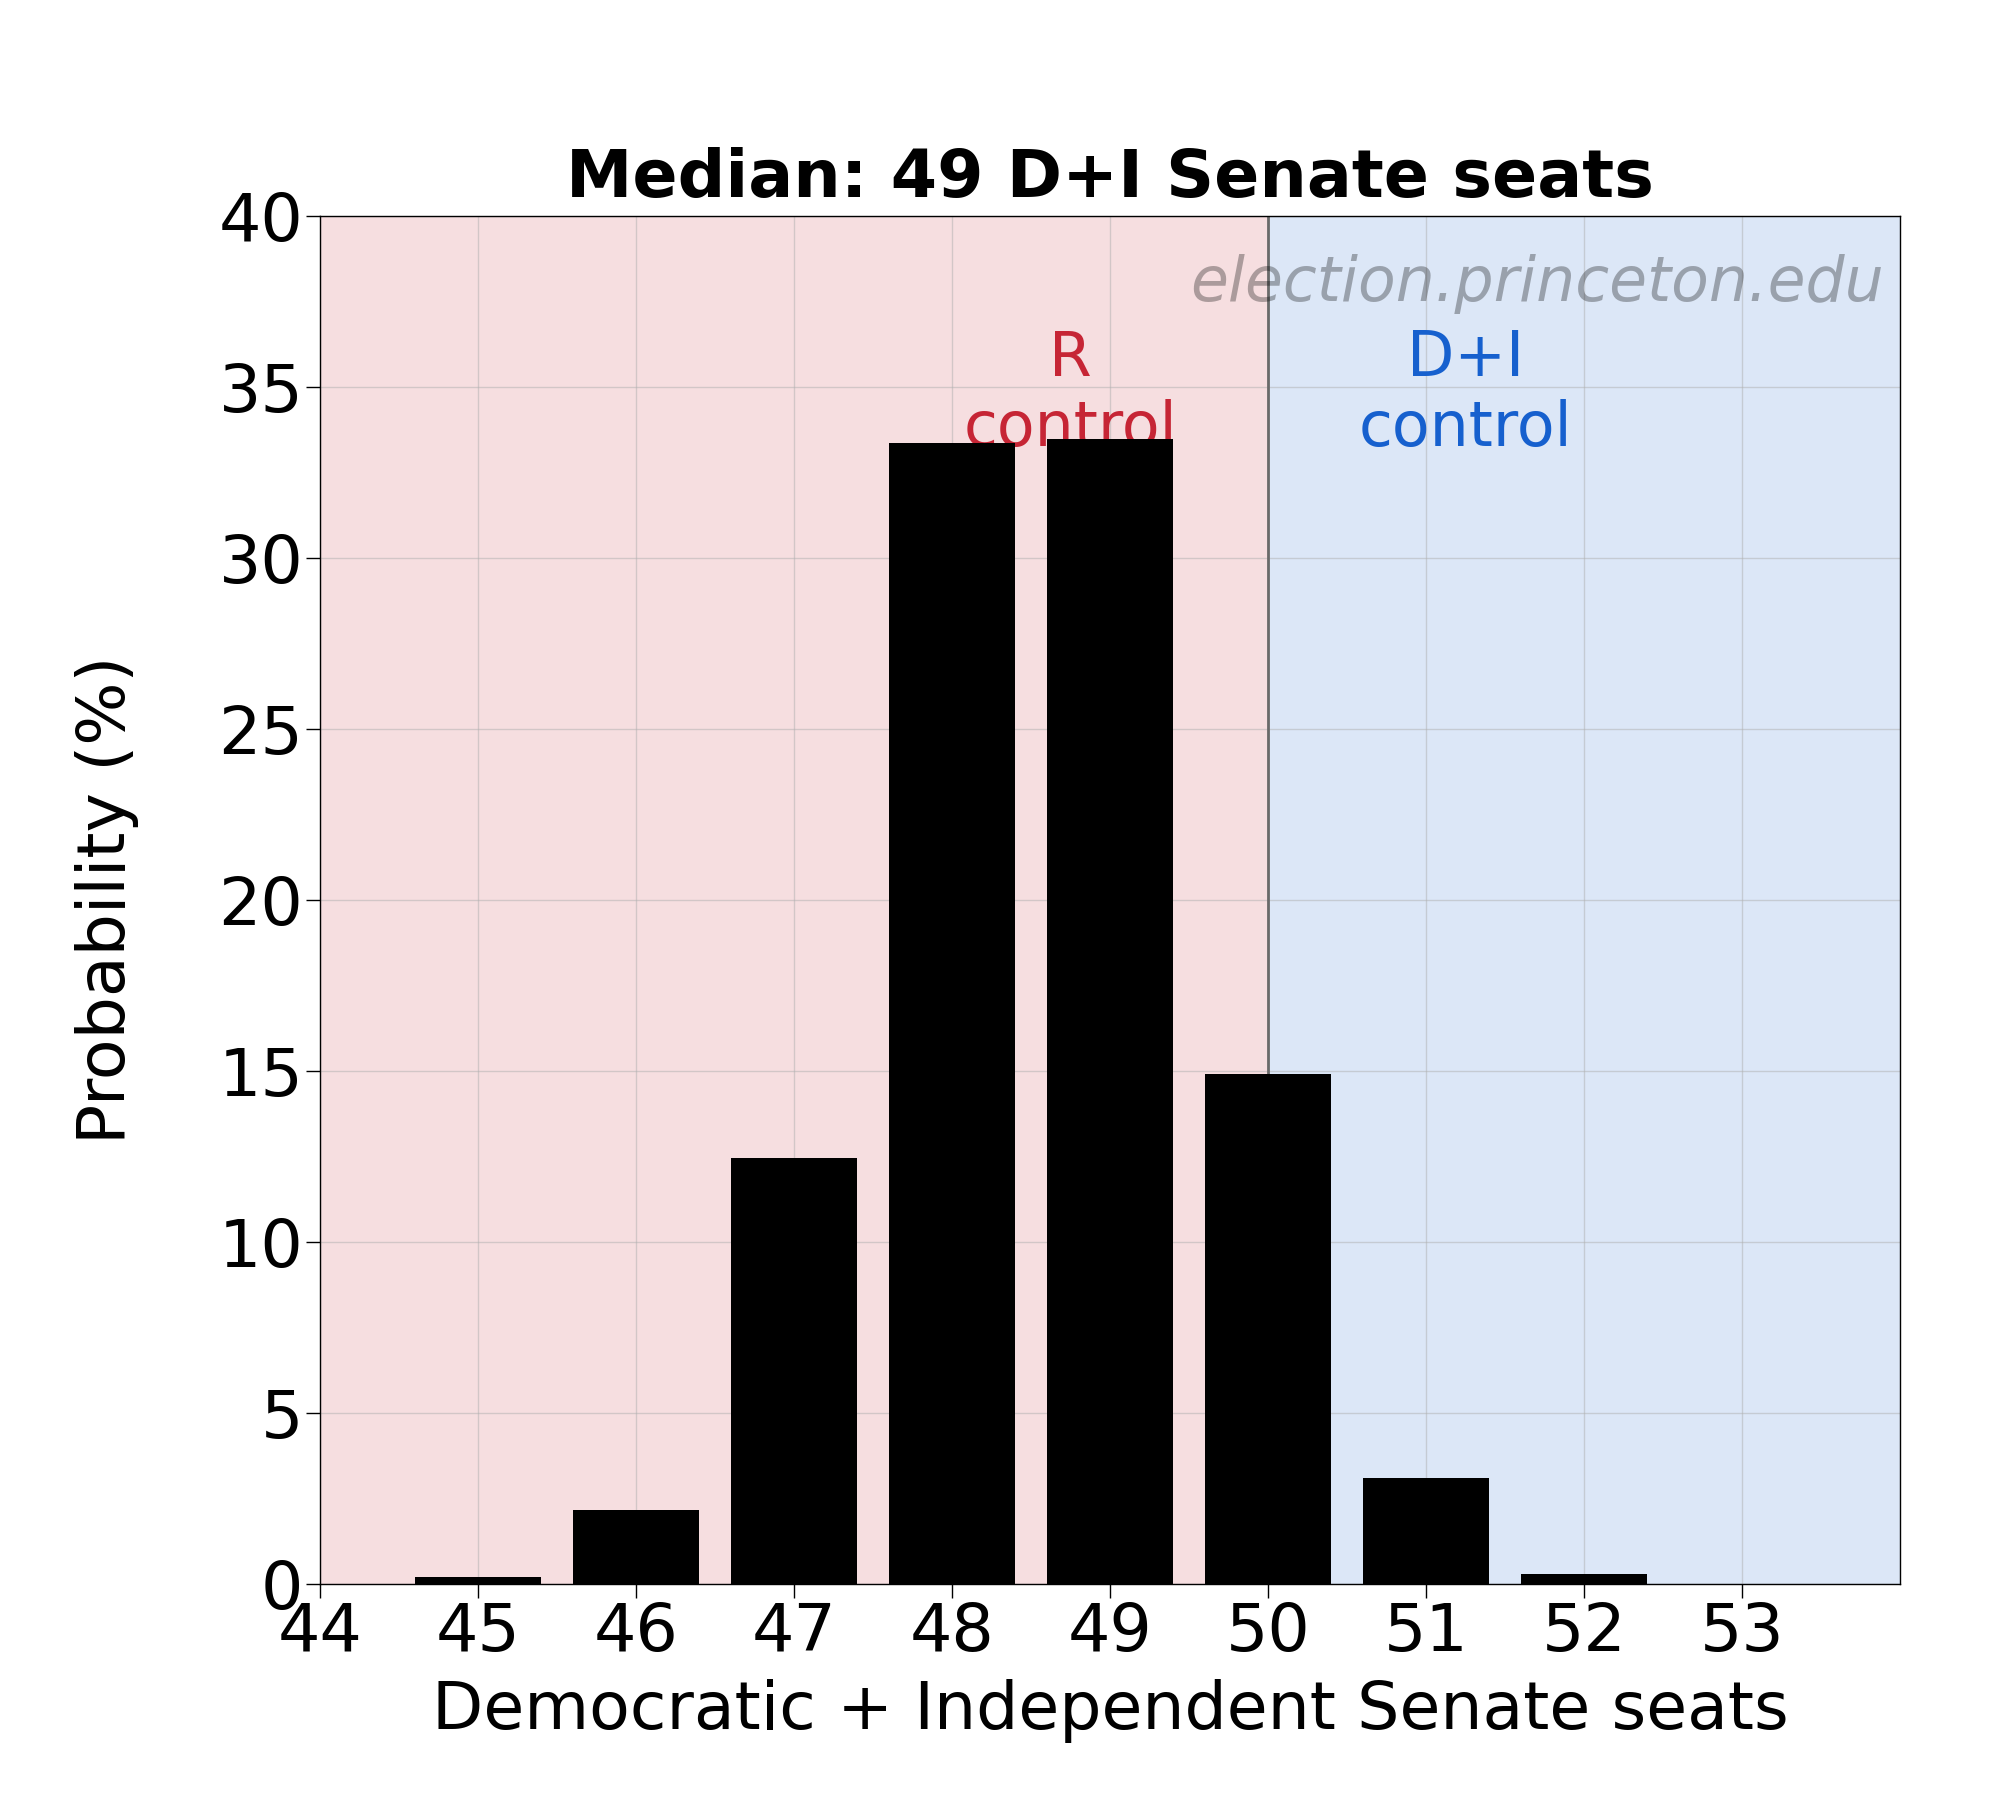 Median: 49 D+I Senate seats
election.princeton.edu
R
control
D+I
control
40
35
30
25
20
15
10
5
0
Probability (%)
44 45 46 47 48 49 50 51 52 53
Democratic + Independent Senate seats